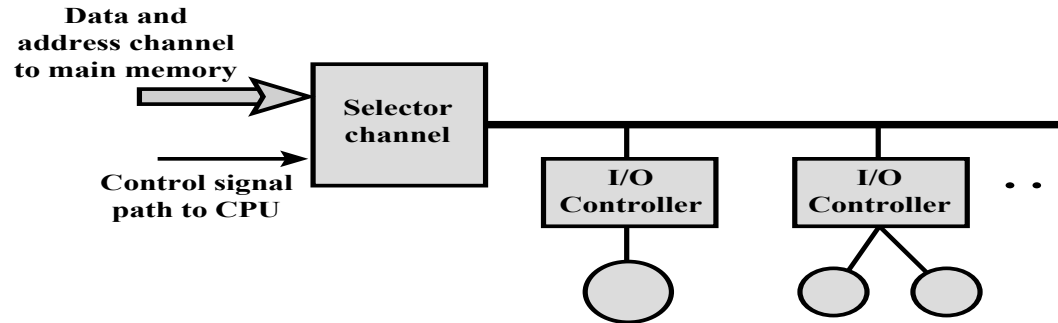 Data and
address channel
to main memory
Selector
channel
Control signal
path to CPU
I/O
Controller
I/O
Controller
. .